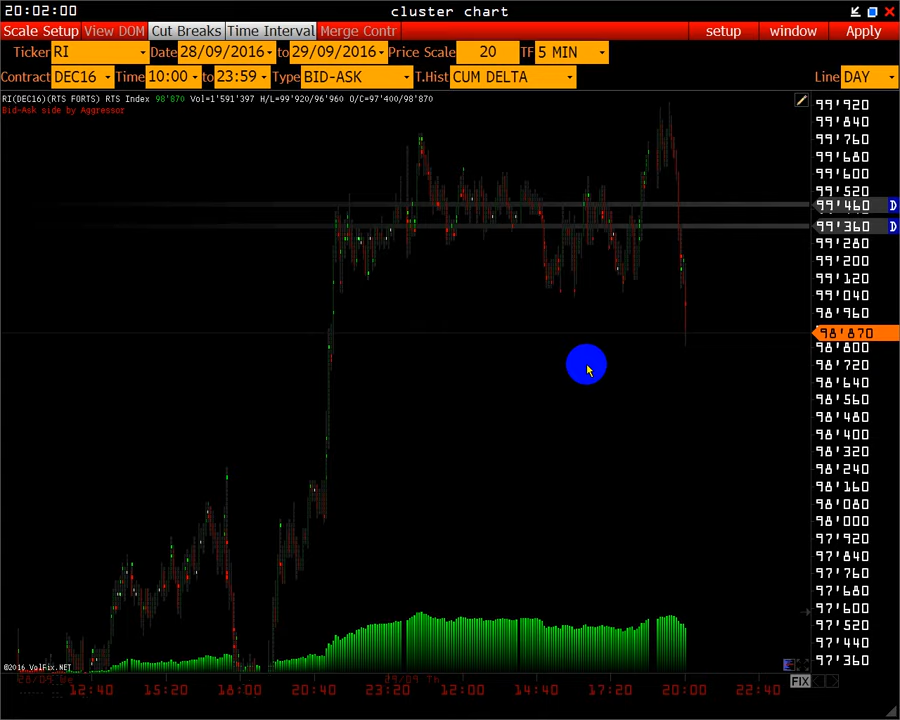 20:02:00 cluster chart
Scale Setup View DOM Cut Breaks Time Interval Merge Contr setup window Apply
Ticker RI Date 28/09/2016 to 29/09/2016 Price Scale 20 TF 5 MIN
Contract DEC16 Time 10:00 to 23:59 Type BID-ASK T.Hist CUM DELTA Line DAY
RI(DEC16)(RTS FORTS) RTS Index 98'870 Vol=1'591'397 H/L=99'920/96'960 O/C=97'400/98'870
Bid-Ask side by Aggressor
99'920
99'840
99'760
99'680
99'600
99'520
99'460 D
99'360 D
99'280
99'200
99'120
99'040
98'960
98'870
98'800
98'720
98'640
98'560
98'480
98'400
98'320
98'240
98'160
98'080
98'000
97'920
97'840
97'760
97'680
97'600
97'520
97'440
97'360
©2016 VolFix.NET
28/09 We 29/09 Th FIX
12:40 15:20 18:00 20:40 23:20 12:00 14:40 17:20 20:00 22:40